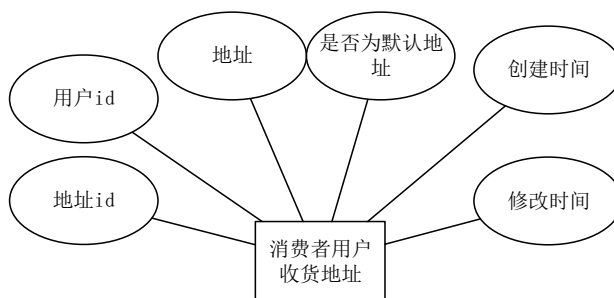 地址
是否为默认地
址
创建时间
用户id
地址id
修改时间
消费者用户
收货地址